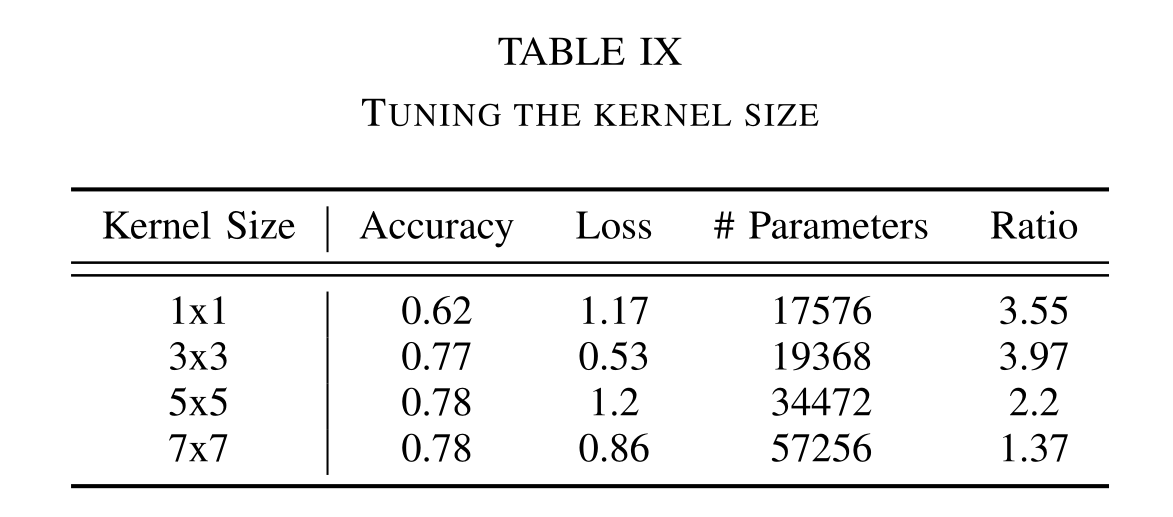 TABLE IX
TUNING THE KERNEL SIZE
Kernel Size Accuracy Loss # Parameters Ratio
1x1 0.62 1.17 17576 3.55
3x3 0.77 0.53 19368 3.97
5x5 0.78 1.2 34472 2.2
7x7 0.78 0.86 57256 1.37